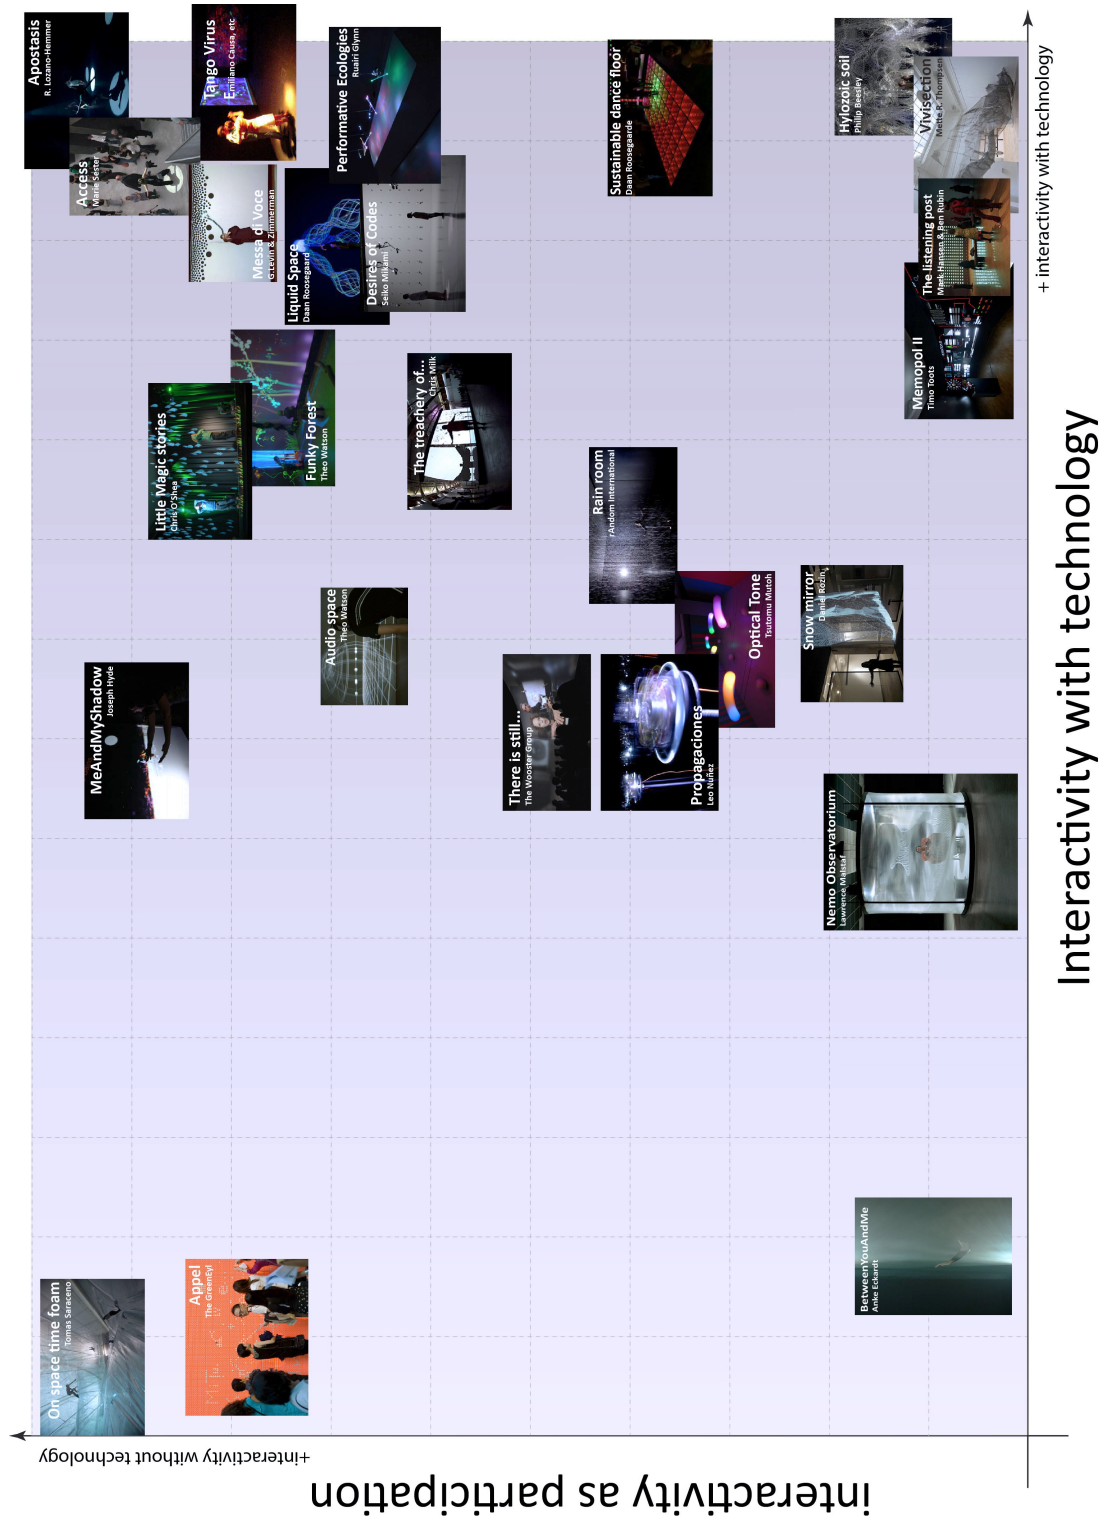 Apostasis
R. Lozano-Hemmer
Tango Virus
Emiliano Causa, etc
Performative Ecologies
Ruairi Glynn
Sustainable dance floor
Daan Roosegaarde
Hylozoic soil
Philip Beesley
Vivisection
Mette R. Thompsen
Access
Marie Sester
Messa di Voce
G.Levin & Zimmerman
Liquid Space
Daan Roosegaard
Desires of Codes
Seiko Mikami
The listening post
Mark Hansen & Ben Rubin
Memopol II
Timo Toots
+ interactivity with technology
Little Magic stories
Chris O'Shea
Funky Forest
Theo Watson
The treachery of...
Chris Milk
Rain room
rAndom International
Audio space
Theo Watson
Optical Tone
Tsutomu Mutoh
Snow mirror
Daniel Rozin
MeAndMyShadow
Joseph Hyde
There is still...
The Wooster Group
Propagaciones
Leo Nuñez
Nemo Observatorium
Lawrence Malstaf
Interactivity with technology
BetweenYouAndMe
Anke Eckardt
On space time foam
Tomas Saraceno
Appel
The GreenEyl
+interactivity without technology
interactivity as participation